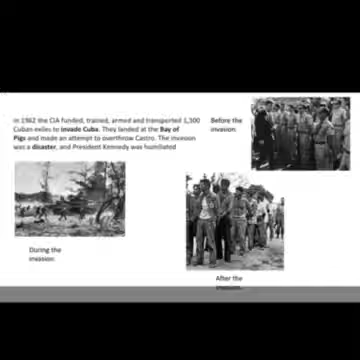 In 1962 the CIA funded, trained, armed and transported 1,300
Cuban exiles to invade Cuba. They landed at the Bay of
Pigs and made an attempt to overthrow Castro. The invasion
was a disaster, and President Kennedy was humiliated
Before the
invasion.
During the
invasion.
After the
invasion.